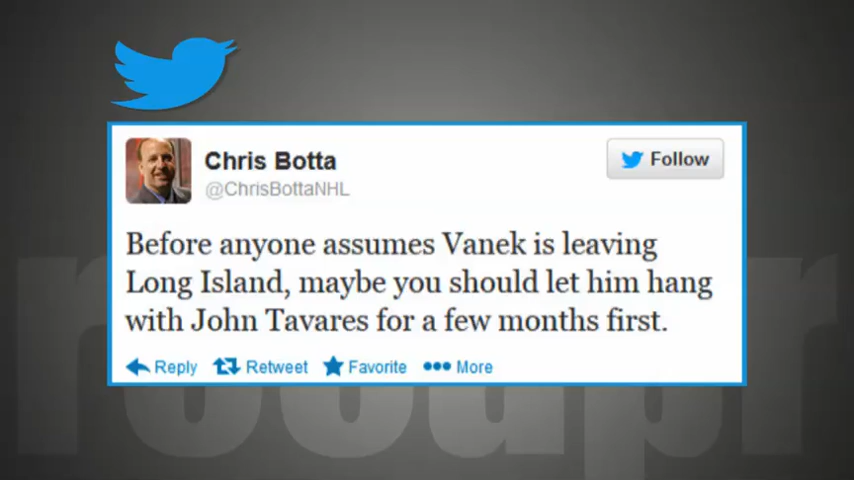 Chris Botta
@ChrisBottaNHL
Follow
Before anyone assumes Vanek is leaving
Long Island, maybe you should let him hang
with John Tavares for a few months first.
Reply Retweet Favorite More